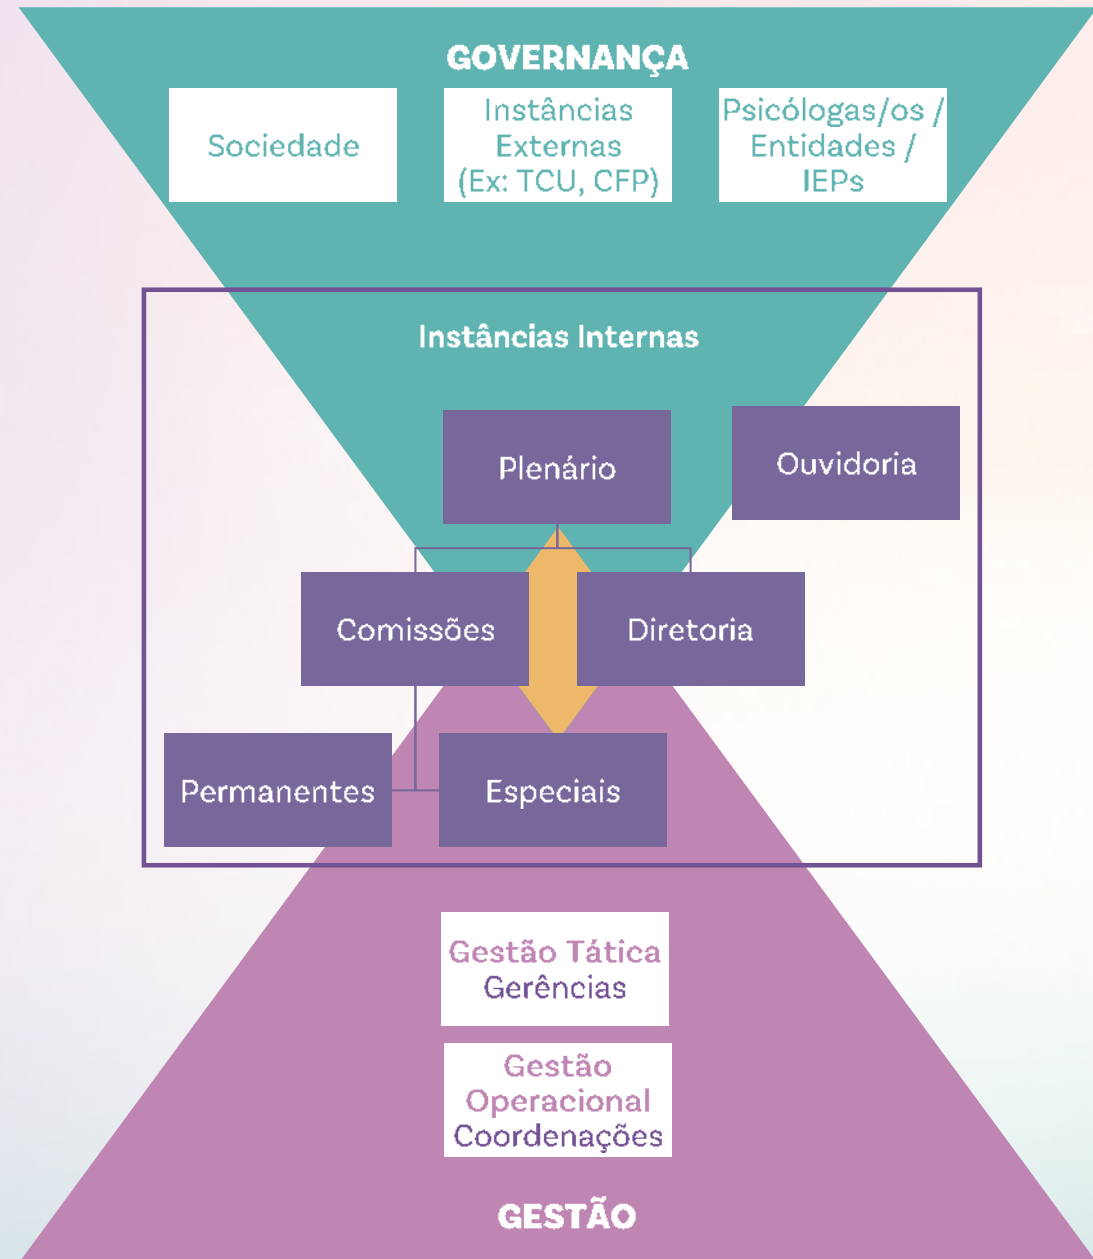 GOVERNANÇA
Sociedade
Instâncias
Externas
(Ex: TCU, CFP)
Psicólogas/os /
Entidades /
IEPs
Instâncias Internas
Plenário
Ouvidoria
Comissões
Diretoria
Permanentes
Especiais
Gestão Tática
Gerências
Gestão
Operacional
Coordenações
GESTÃO